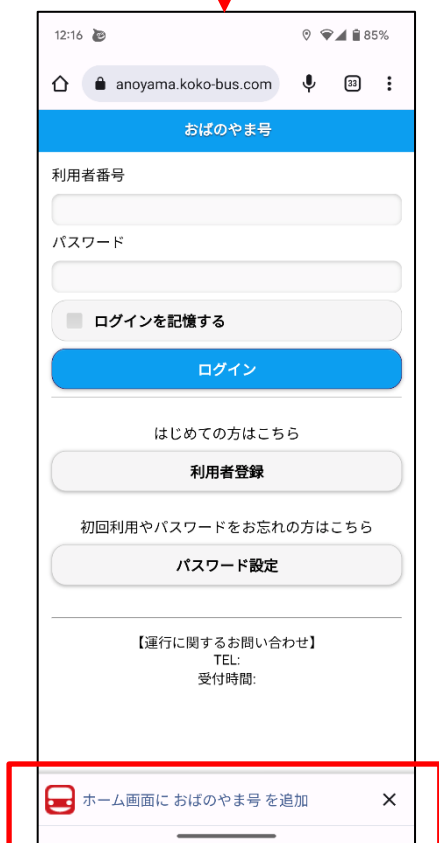 12:16 85%
anoyama.koko-bus.com 33
おばのやま号
利用者番号
パスワード
ログインを記憶する
ログイン
はじめての方はこちら
利用者登録
初回利用やパスワードをお忘れの方はこちら
パスワード設定
【運行に関するお問い合わせ】
TEL:
受付時間:
ホーム画面に おばのやま号 を追加